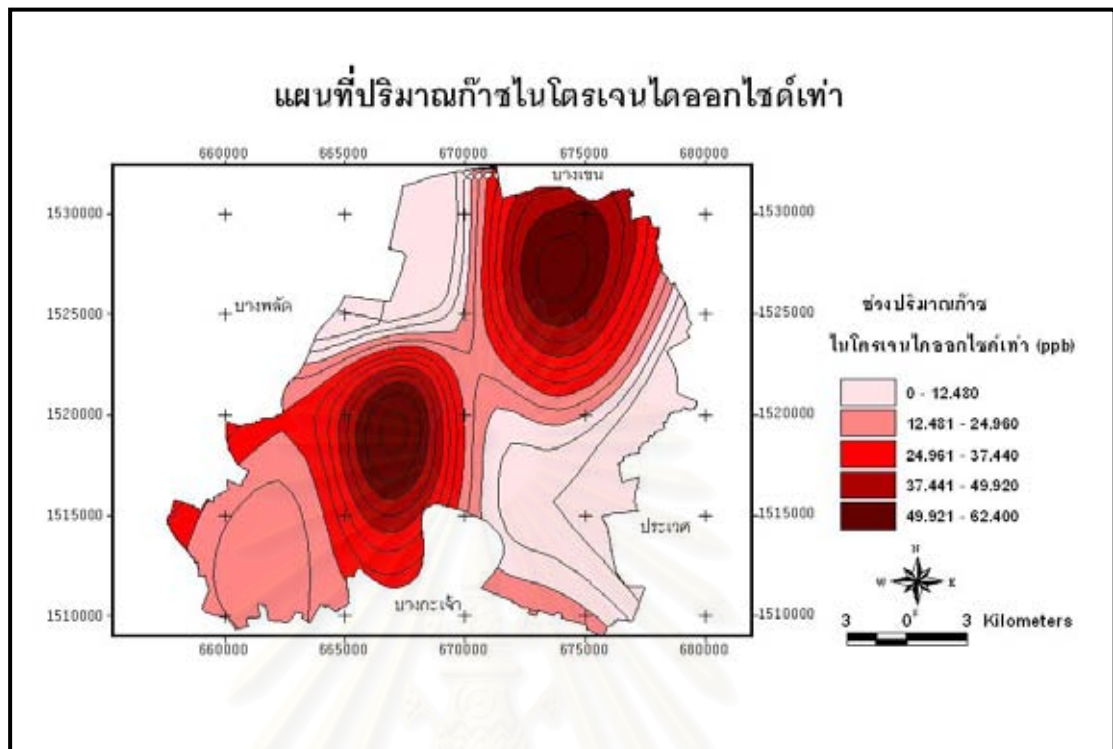 แผนที่ปริมาณก๊าซไนโตรเจนไดออกไซด์เท่า
660000 665000 670000 675000 680000
บางเขน
1530000 1530000
บางพลัด
1525000 1525000
1520000 1520000
1515000 1515000
ประเวศ
บางกะเจ้า
1510000 1510000
660000 665000 670000 675000 680000
ช่วงปริมาณก๊าซ
ไนโตรเจนไดออกไซด์เท่า (ppb)
0 - 12.480
12.481 - 24.960
24.961 - 37.440
37.441 - 49.920
49.921 - 62.400
N
W E
S
3 0 3 Kilometers